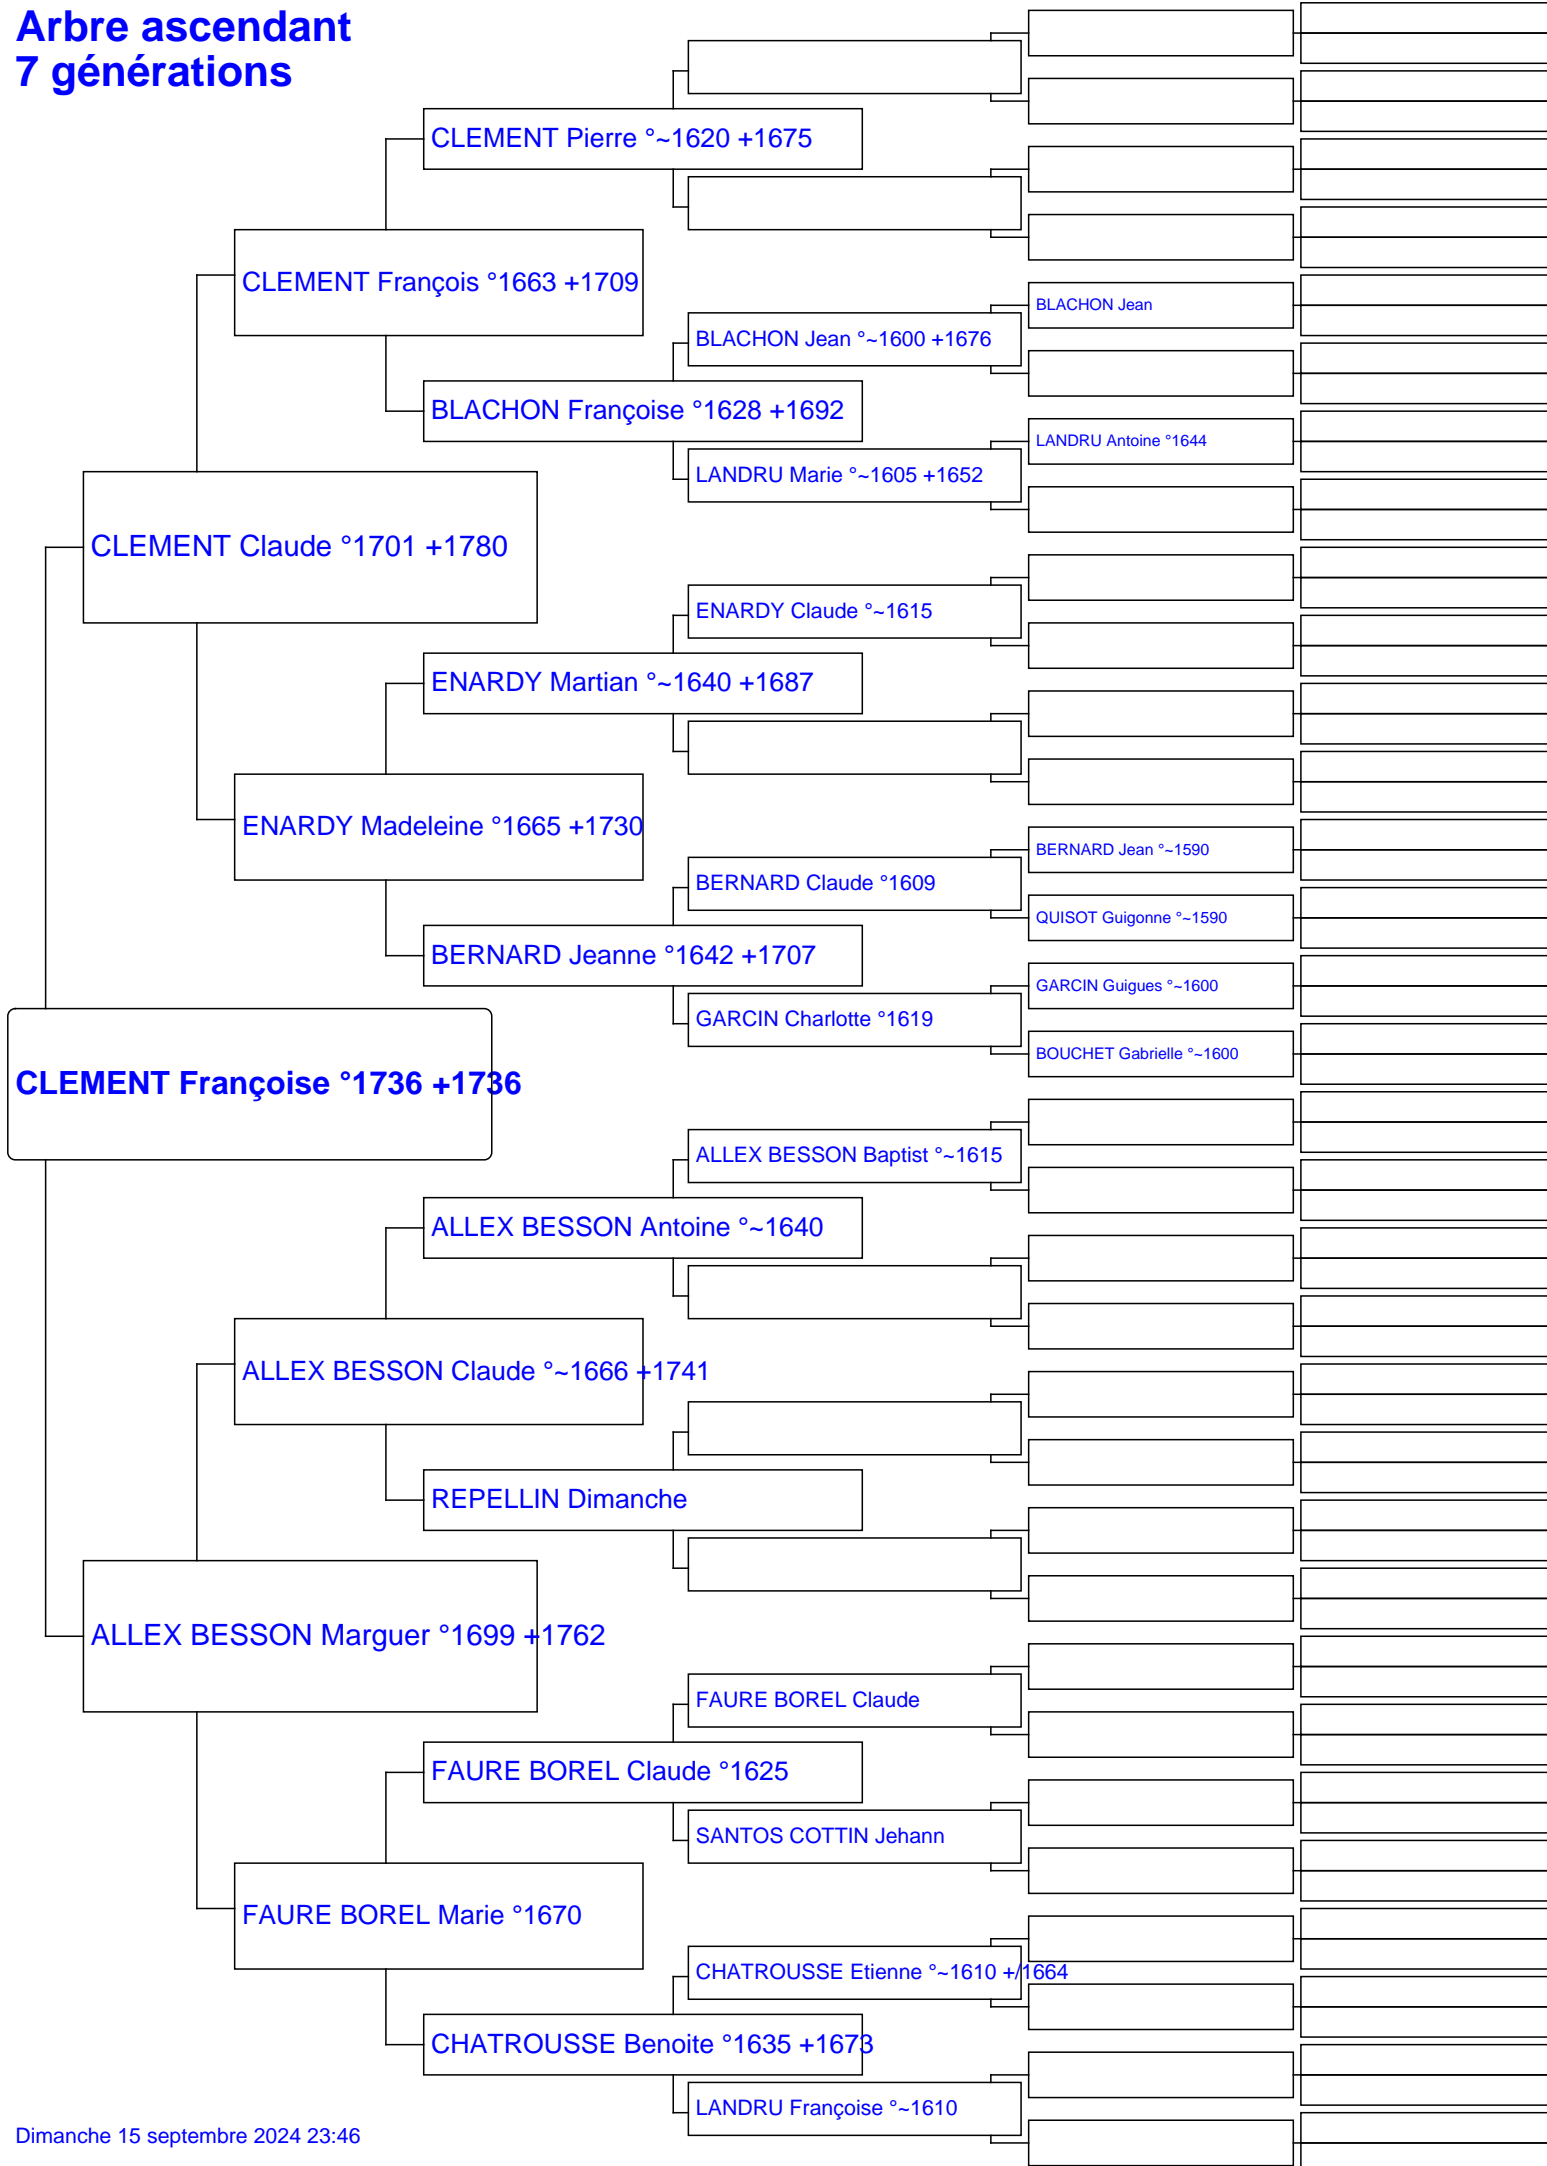 Arbre ascendant
7 générations
CLEMENT Pierre °~1620 +1675
CLEMENT François °1663 +1709
BLACHON Jean
BLACHON Jean °~1600 +1676
BLACHON Françoise °1628 +1692
LANDRU Antoine °1644
LANDRU Marie °~1605 +1652
CLEMENT Claude °1701 +1780
ENARDY Claude °~1615
ENARDY Martian °~1640 +1687
ENARDY Madeleine °1665 +1730
BERNARD Jean °~1590
BERNARD Claude °1609
QUISOT Guigonne °~1590
BERNARD Jeanne °1642 +1707
GARCIN Guigues °~1600
GARCIN Charlotte °1619
BOUCHET Gabrielle °~1600
CLEMENT Françoise °1736 +1736
ALLEX BESSON Baptist °~1615
ALLEX BESSON Antoine °~1640
ALLEX BESSON Claude °~1666 +1741
REPELLIN Dimanche
ALLEX BESSON Marguer °1699 +1762
FAURE BOREL Claude
FAURE BOREL Claude °1625
SANTOS COTTIN Jehann
FAURE BOREL Marie °1670
CHATROUSSE Etienne °~1610 +/1664
CHATROUSSE Benoite °1635 +1673
LANDRU Françoise °~1610
Dimanche 15 septembre 2024 23:46